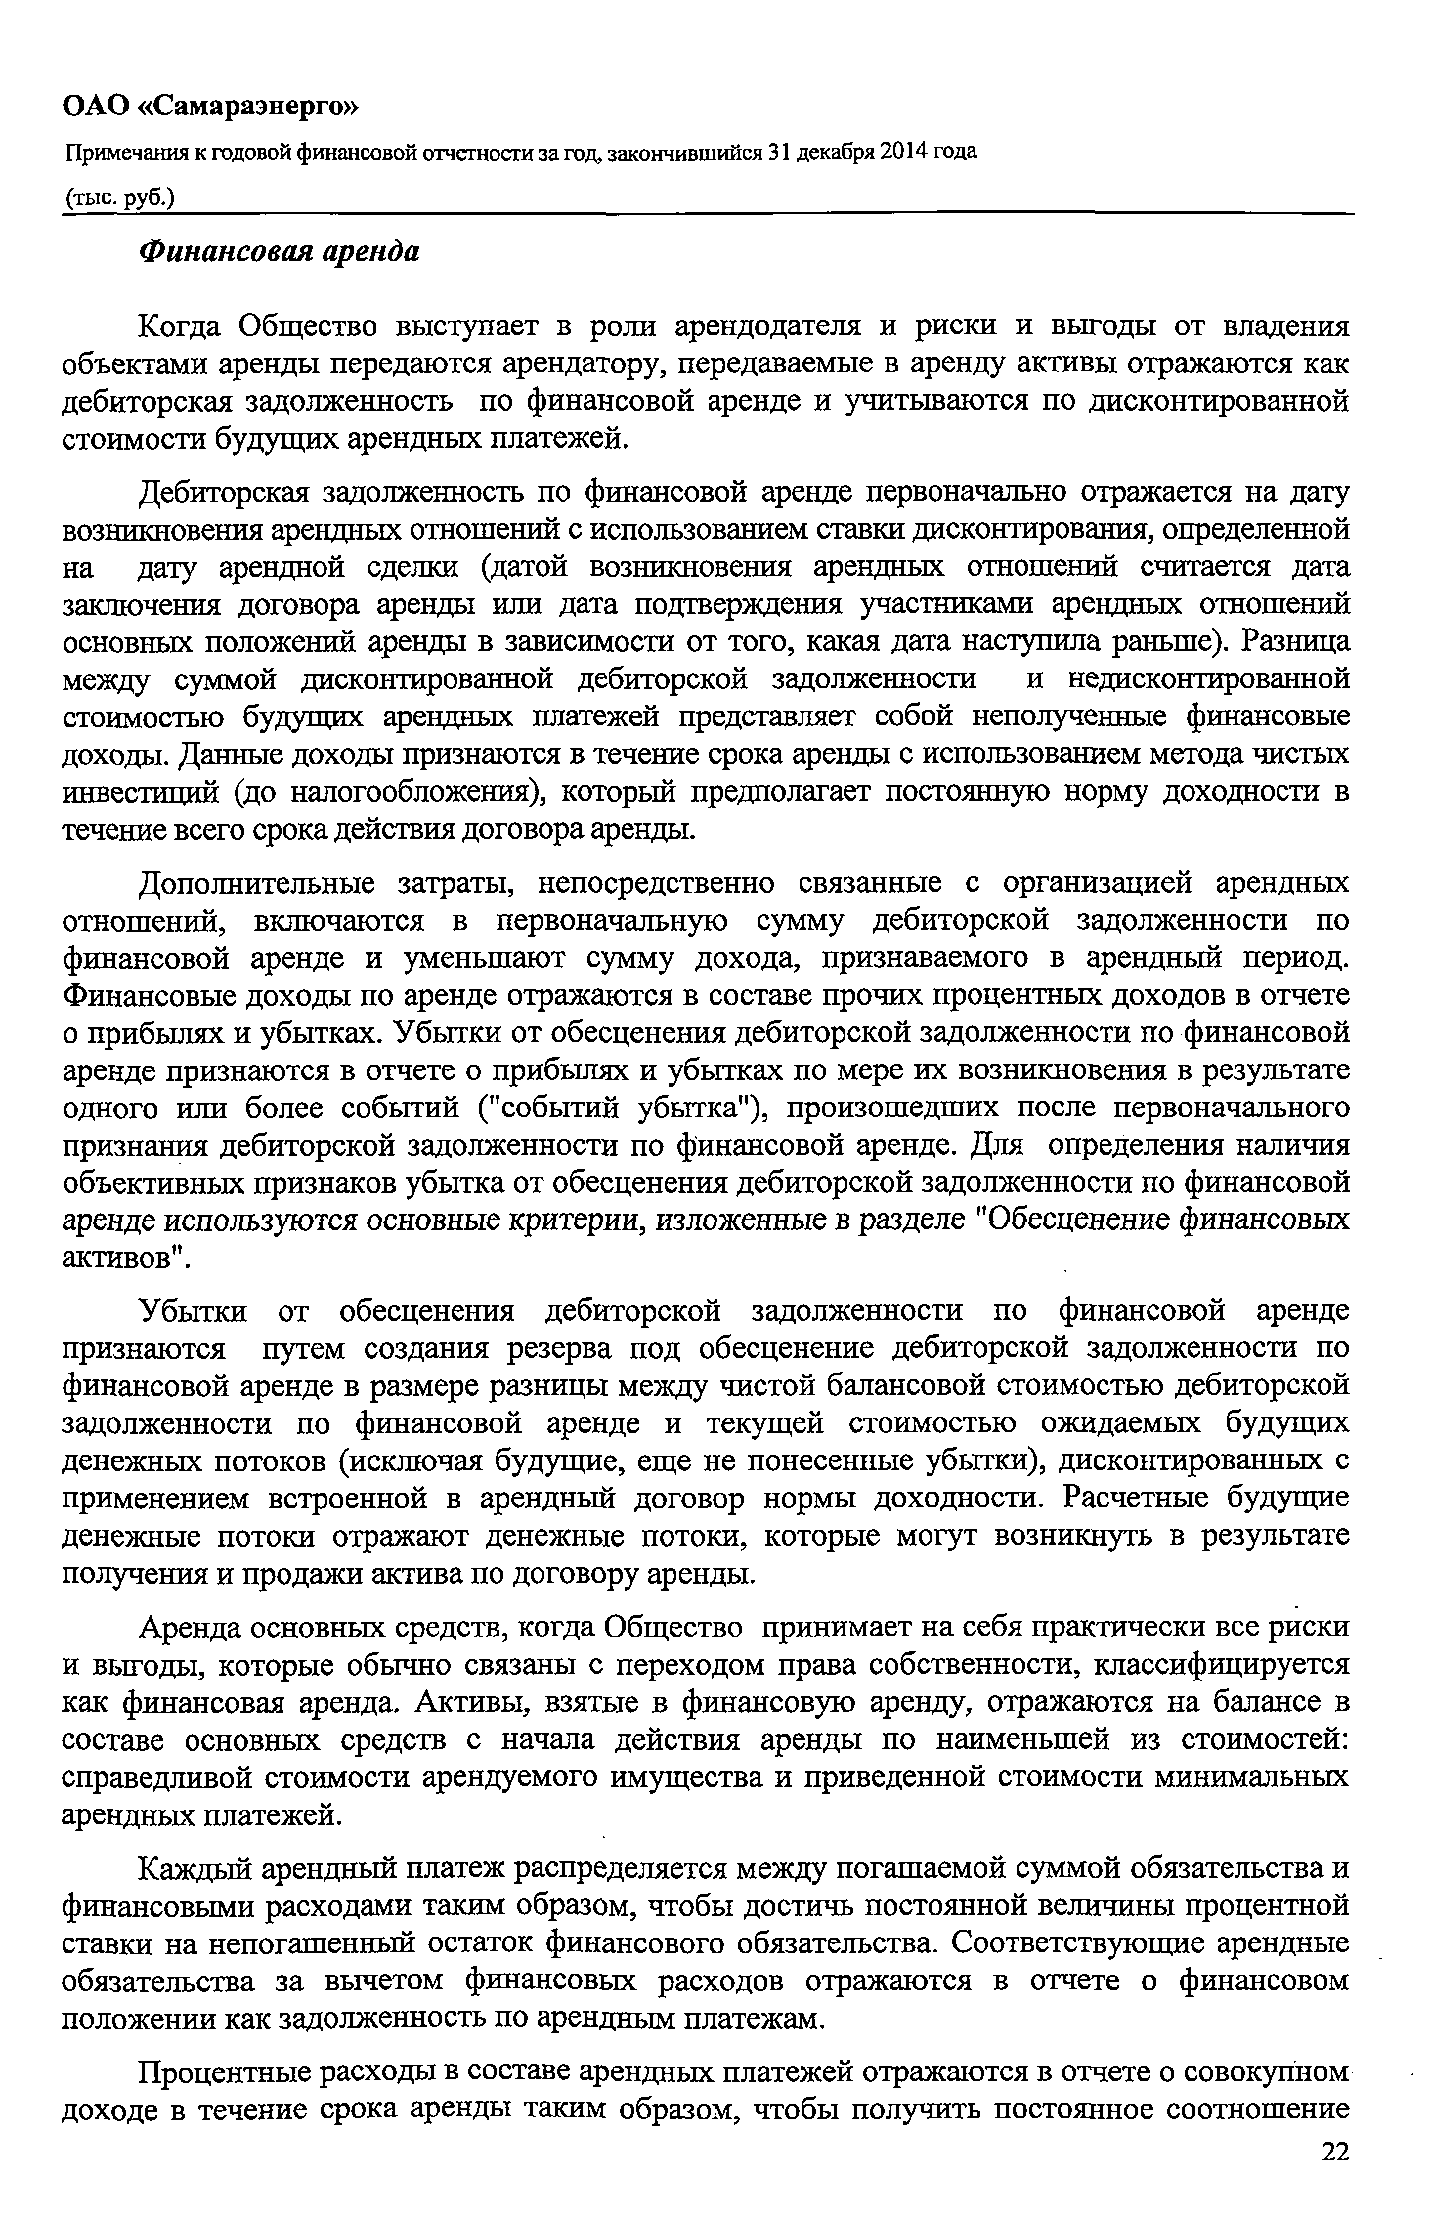 ОАО «Самараэнерго»
Примечания к годовой финансовой отчетности за год, закончившийся 31 декабря 2014 года
(тыс. руб.)
Финансовая аренда
Когда Общество выступает в роли арендодателя и риски и выгоды от владения
объектами аренды передаются арендатору, передаваемые в аренду активы отражаются как
дебиторская задолженность по финансовой аренде и учитываются по дисконтированной
стоимости будущих арендных платежей.
Дебиторская задолженность по финансовой аренде первоначально отражается на дату
возникновения арендных отношений с использованием ставки дисконтирования, определенной
на дату арендной сделки (датой возникновения арендных отношений считается дата
заключения договора аренды или дата подтверждения участниками арендных отношений
основных положений аренды в зависимости от того, какая дата наступила раньше). Разница
между суммой дисконтированной дебиторской задолженности и недисконтированной
стоимостью будущих арендных платежей представляет собой неполученные финансовые
доходы. Данные доходы признаются в течение срока аренды с использованием метода чистых
инвестиций (до налогообложения), который предполагает постоянную норму доходности в
течение всего срока действия договора аренды.
Дополнительные затраты, непосредственно связанные с организацией арендных
отношений, включаются в первоначальную сумму дебиторской задолженности по
финансовой аренде и уменьшают сумму дохода, признаваемого в арендный период.
Финансовые доходы по аренде отражаются в составе прочих процентных доходов в отчете
о прибылях и убытках. Убытки от обесценения дебиторской задолженности по финансовой
аренде признаются в отчете о прибылях и убытках по мере их возникновения в результате
одного или более событий ("событий убытка"), произошедших после первоначального
признания дебиторской задолженности по финансовой аренде. Для определения наличия
объективных признаков убытка от обесценения дебиторской задолженности по финансовой
аренде используются основные критерии, изложенные в разделе "Обесценение финансовых
активов".
Убытки от обесценения дебиторской задолженности по финансовой аренде
признаются путем создания резерва под обесценение дебиторской задолженности по
финансовой аренде в размере разницы между чистой балансовой стоимостью дебиторской
задолженности по финансовой аренде и текущей стоимостью ожидаемых будущих
денежных потоков (исключая будущие, еще не понесенные убытки), дисконтированных с
применением встроенной в арендный договор нормы доходности. Расчетные будущие
денежные потоки отражают денежные потоки, которые могут возникнуть в результате
получения и продажи актива по договору аренды.
Аренда основных средств, когда Общество принимает на себя практически все риски
и выгоды, которые обычно связаны с переходом права собственности, классифицируется
как финансовая аренда. Активы, взятые в финансовую аренду, отражаются на балансе в
составе основных средств с начала действия аренды по наименьшей из стоимостей:
справедливой стоимости арендуемого имущества и приведенной стоимости минимальных
арендных платежей.
Каждый арендный платеж распределяется между погашаемой суммой обязательства и
финансовыми расходами таким образом, чтобы достичь постоянной величины процентной
ставки на непогашенный остаток финансового обязательства. Соответствующие арендные
обязательства за вычетом финансовых расходов отражаются в отчете о финансовом
положении как задолженность по арендным платежам.
Процентные расходы в составе арендных платежей отражаются в отчете о совокупном
доходе в течение срока аренды таким образом, чтобы получить постоянное соотношение
22